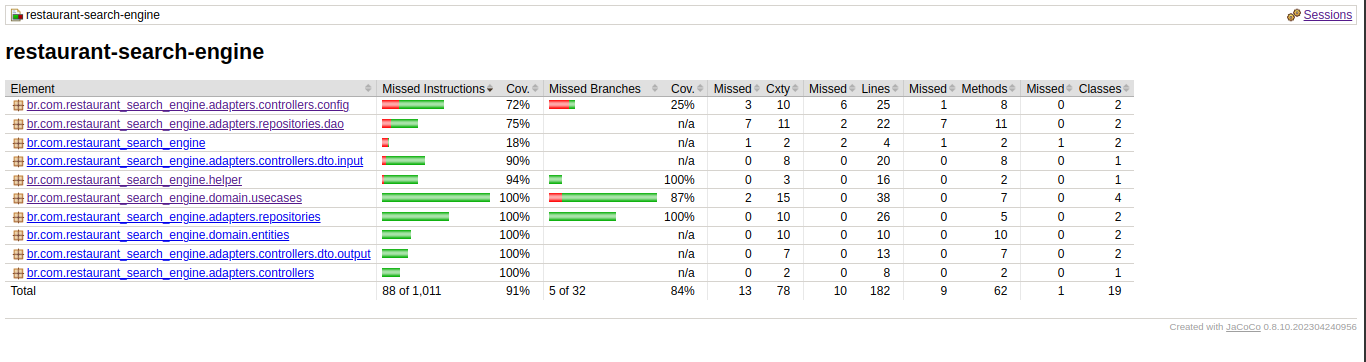 restaurant-search-engine Sessions
restaurant-search-engine
Element Missed Instructions Cov. Missed Branches Cov. Missed Cxty Missed Lines Missed Methods Missed Classes
br.com.restaurant_search_engine.adapters.controllers.config 72% 25% 3 10 6 25 1 8 0 2
br.com.restaurant_search_engine.adapters.repositories.dao 75% n/a 7 11 2 22 7 11 0 2
br.com.restaurant_search_engine 18% n/a 1 2 2 4 1 2 1 2
br.com.restaurant_search_engine.adapters.controllers.dto.input 90% n/a 0 8 0 20 0 8 0 1
br.com.restaurant_search_engine.helper 94% 100% 0 3 0 16 0 2 0 1
br.com.restaurant_search_engine.domain.usecases 100% 87% 2 15 0 38 0 7 0 4
br.com.restaurant_search_engine.adapters.repositories 100% 100% 0 10 0 26 0 5 0 2
br.com.restaurant_search_engine.domain.entities 100% n/a 0 10 0 10 0 10 0 2
br.com.restaurant_search_engine.adapters.controllers.dto.output 100% n/a 0 7 0 13 0 7 0 2
br.com.restaurant_search_engine.adapters.controllers 100% n/a 0 2 0 8 0 2 0 1
Total 88 of 1,011 91% 5 of 32 84% 13 78 10 182 9 62 1 19
Created with JaCoCo 0.8.10.202304240956